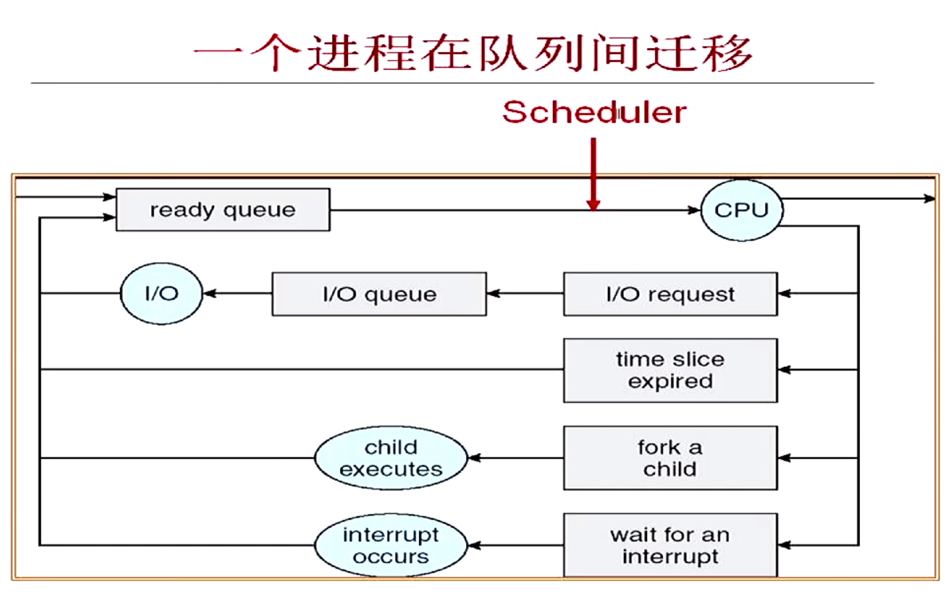 一个进程在队列间迁移
Scheduler
ready queue
CPU
I/O
I/O queue
I/O request
time slice
expired
child
executes
fork a
child
interrupt
occurs
wait for an
interrupt